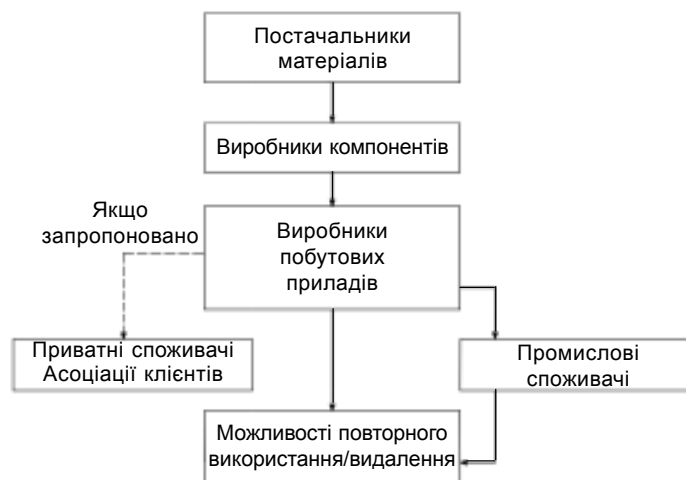 Постачальники
матеріалів
Виробники компонентів
Якщо
запропоновано
Виробники
побутових
приладів
Приватні споживачі
Асоціації клієнтів
Промислові
споживачі
Можливості повторного
використання/видалення